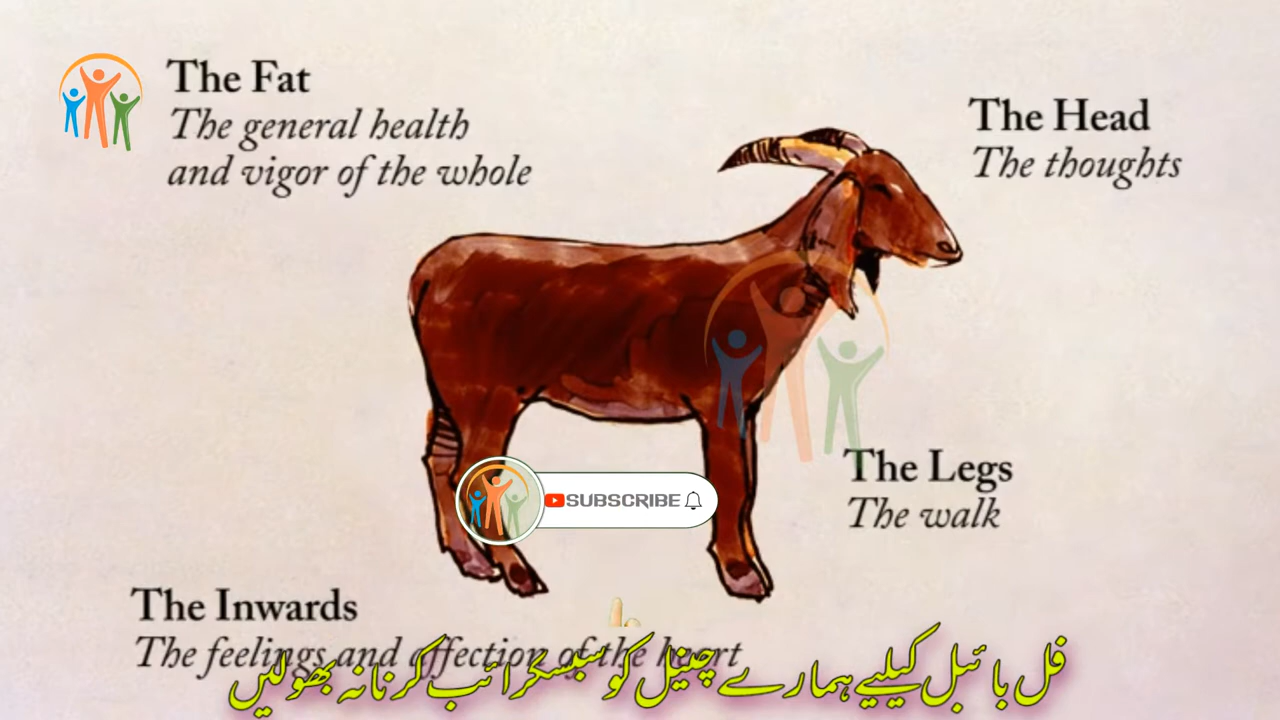 The Fat
The general health
and vigor of the whole
The Head
The thoughts
The Legs
The walk
SUBSCRIBE
The Inwards
The feelings and affection of the heart
فل بائبل کیلیے ہمارے چینل کو سبسکرائب کرنا نہ بھولیں